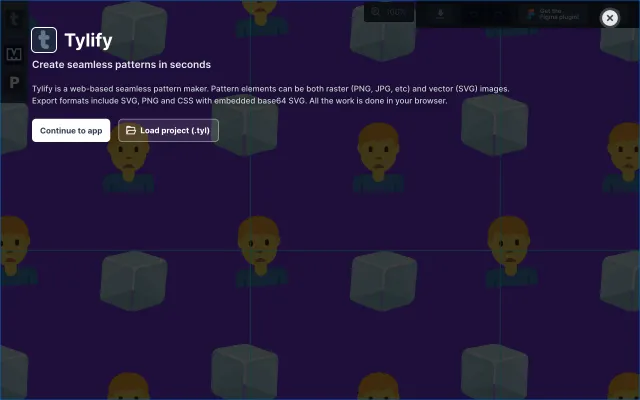 t Tylify
Create seamless patterns in seconds
Tylify is a web-based seamless pattern maker. Pattern elements can be both raster (PNG, JPG, etc) and vector (SVG) images.
Export formats include SVG, PNG and CSS with embedded base64 SVG. All the work is done in your browser.
Continue to app
Load project (.tyl)
t
P
100%
Get the
Figma plugin!